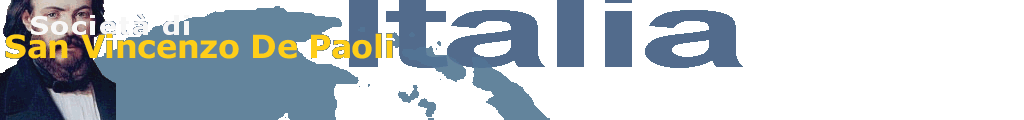 Società di
San Vincenzo De Paoli
Italia